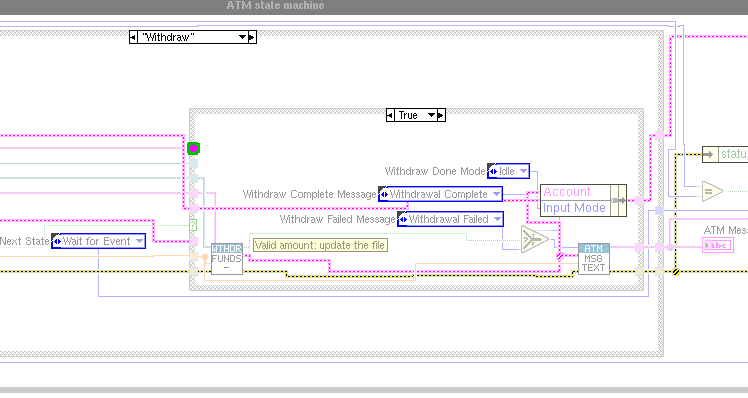 ATM state machine
"Withdraw"
True
Withdraw Done Mode Idle
Withdraw Complete Message Withdrawal Complete
Account
Input Mode
Withdraw Failed Message Withdrawal Failed
statu
?
=
Next State Wait for Event
Valid amount: update the file
T
F
?
WTHDR
FUNDS
–
ATM
MSG
TEXT
ATM Mess
abc